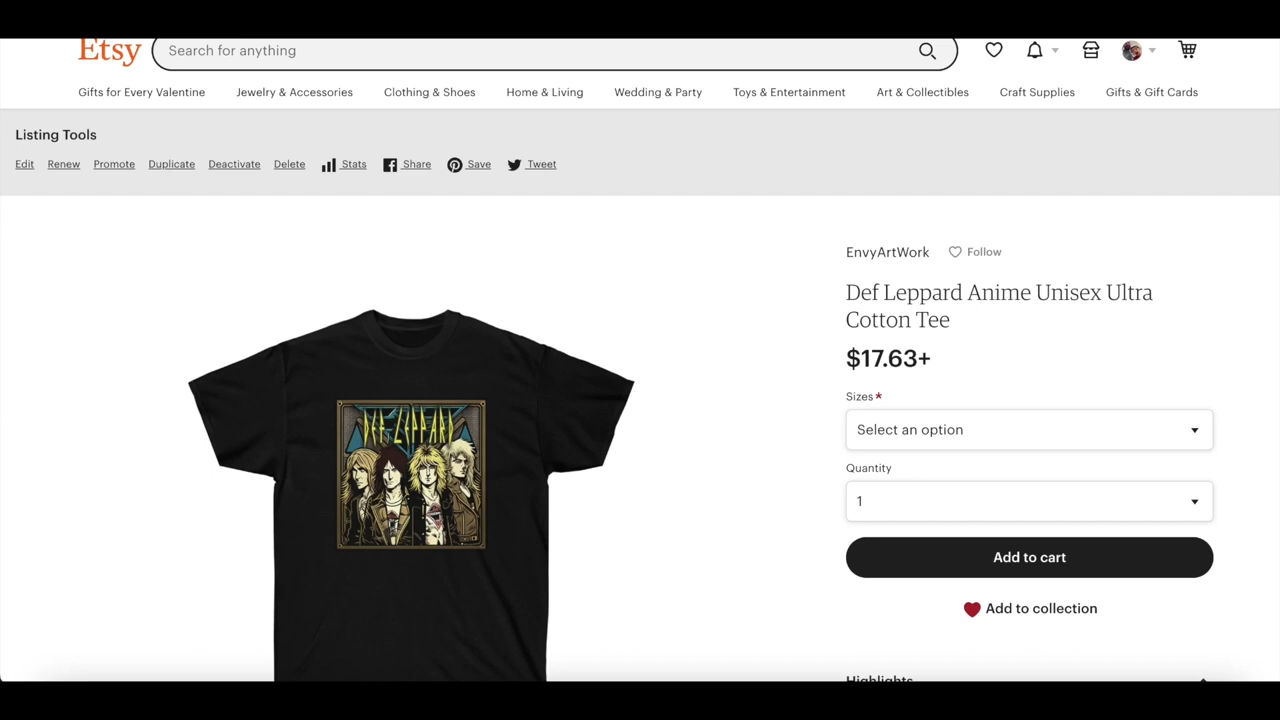 Etsy
Search for anything
Gifts for Every Valentine Jewelry & Accessories Clothing & Shoes Home & Living Wedding & Party Toys & Entertainment Art & Collectibles Craft Supplies Gifts & Gift Cards
Listing Tools
Edit Renew Promote Duplicate Deactivate Delete Stats Share Save Tweet
EnvyArtWork Follow
Def Leppard Anime Unisex Ultra
Cotton Tee
$17.63+
Sizes *
Select an option
Quantity
1
Add to cart
Add to collection
DEF LEPPARD
Highlights